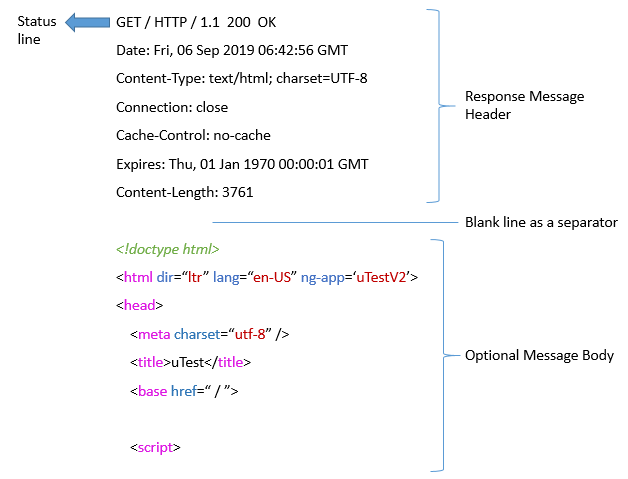 Status
line
GET / HTTP / 1.1  200  OK
Date: Fri, 06 Sep 2019 06:42:56 GMT
Content-Type: text/html; charset=UTF-8
Connection: close
Cache-Control: no-cache
Expires: Thu, 01 Jan 1970 00:00:01 GMT
Content-Length: 3761
Response Message
Header
Blank line as a separator
<!doctype html>
<html dir=“ltr” lang=“en-US” ng-app=‘uTestV2’>
<head>
<meta charset=“utf-8” />
<title>uTest</title>
<base href=“ / ”>
<script>
Optional Message Body